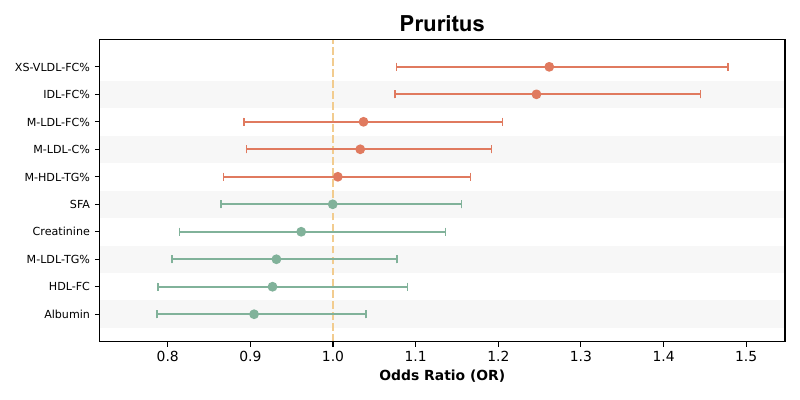 Pruritus
XS-VLDL-FC%
IDL-FC%
M-LDL-FC%
M-LDL-C%
M-HDL-TG%
SFA
Creatinine
M-LDL-TG%
HDL-FC
Albumin
0.8 0.9 1.0 1.1 1.2 1.3 1.4 1.5
Odds Ratio (OR)